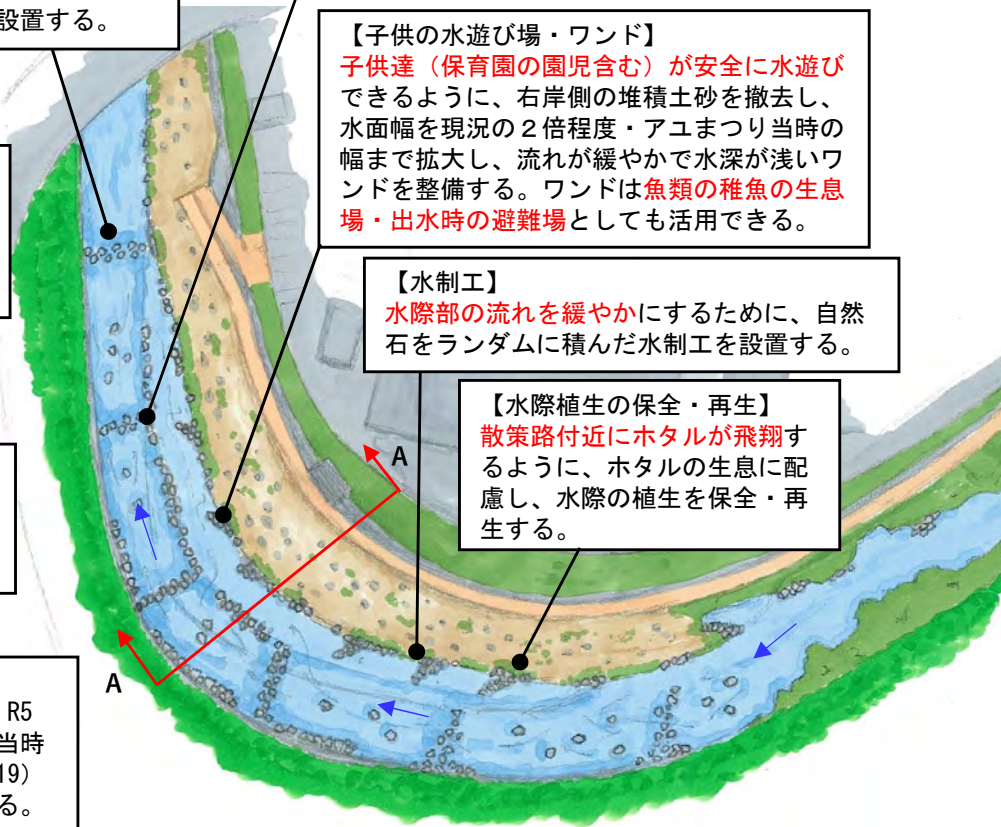 設置する。
【子供の水遊び場・ワンド】
子供達（保育園の園児含む）が安全に水遊び
できるように、右岸側の堆積土砂を撤去し、
水面幅を現況の２倍程度・アユまつり当時の
幅まで拡大し、流れが緩やかで水深が浅いワ
ンドを整備する。ワンドは魚類の稚魚の生息
場・出水時の避難場としても活用できる。
【水制工】
水際部の流れを緩やかにするために、自然
石をランダムに積んだ水制工を設置する。
【水際植生の保全・再生】
散策路付近にホタルが飛翔す
るように、ホタルの生息に配
慮し、水際の植生を保全・再
生する。
A
A
R5
当時
19）
る。